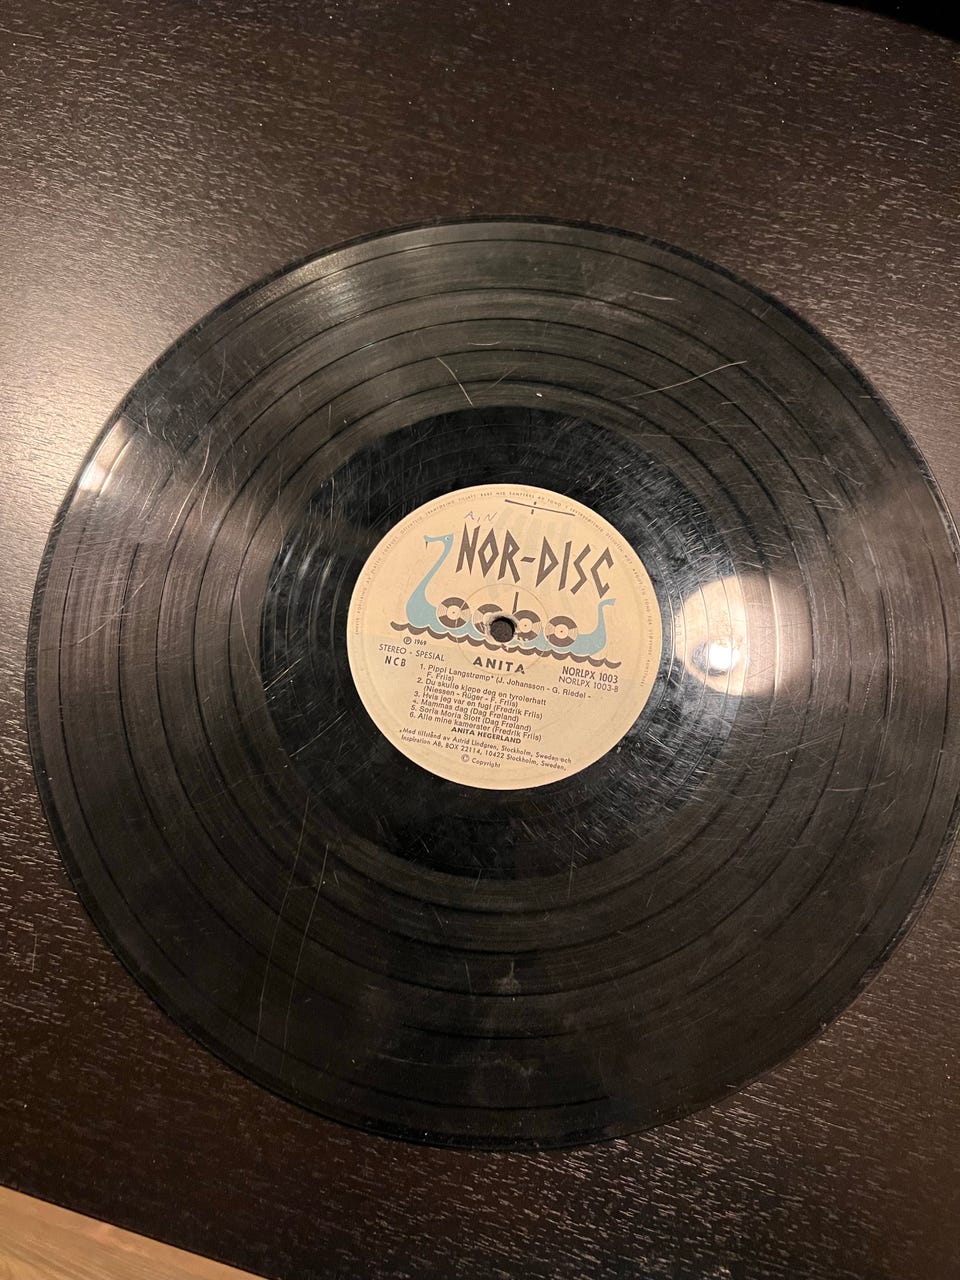 A,N
NOR-DISC
Ⓟ 1969
STEREO - SPESIAL
NCB
ANITA
NORLPX 1003
NORLPX 1003-B
1. Pippi Langstrømp* (J. Johansson - G. Riedel -
F. Friis)
2. Du skulle kjøpe deg en tyrolerhatt
(Niessen - Rüger - F. Friis)
3. Hvis jeg var en fugl (Fredrik Friis)
4. Mammas dag (Dag Frøland)
5. Soria Moria Slott (Dag Frøland)
6. Alle mine kamerater (Fredrik Friis)
ANITA HEGERLAND
*Med tillstånd av Astrid Lindgren, Stockholm, Sweden och
Inspiration AB, BOX 22114, 10422 Stockholm, Sweden.
© Copyright